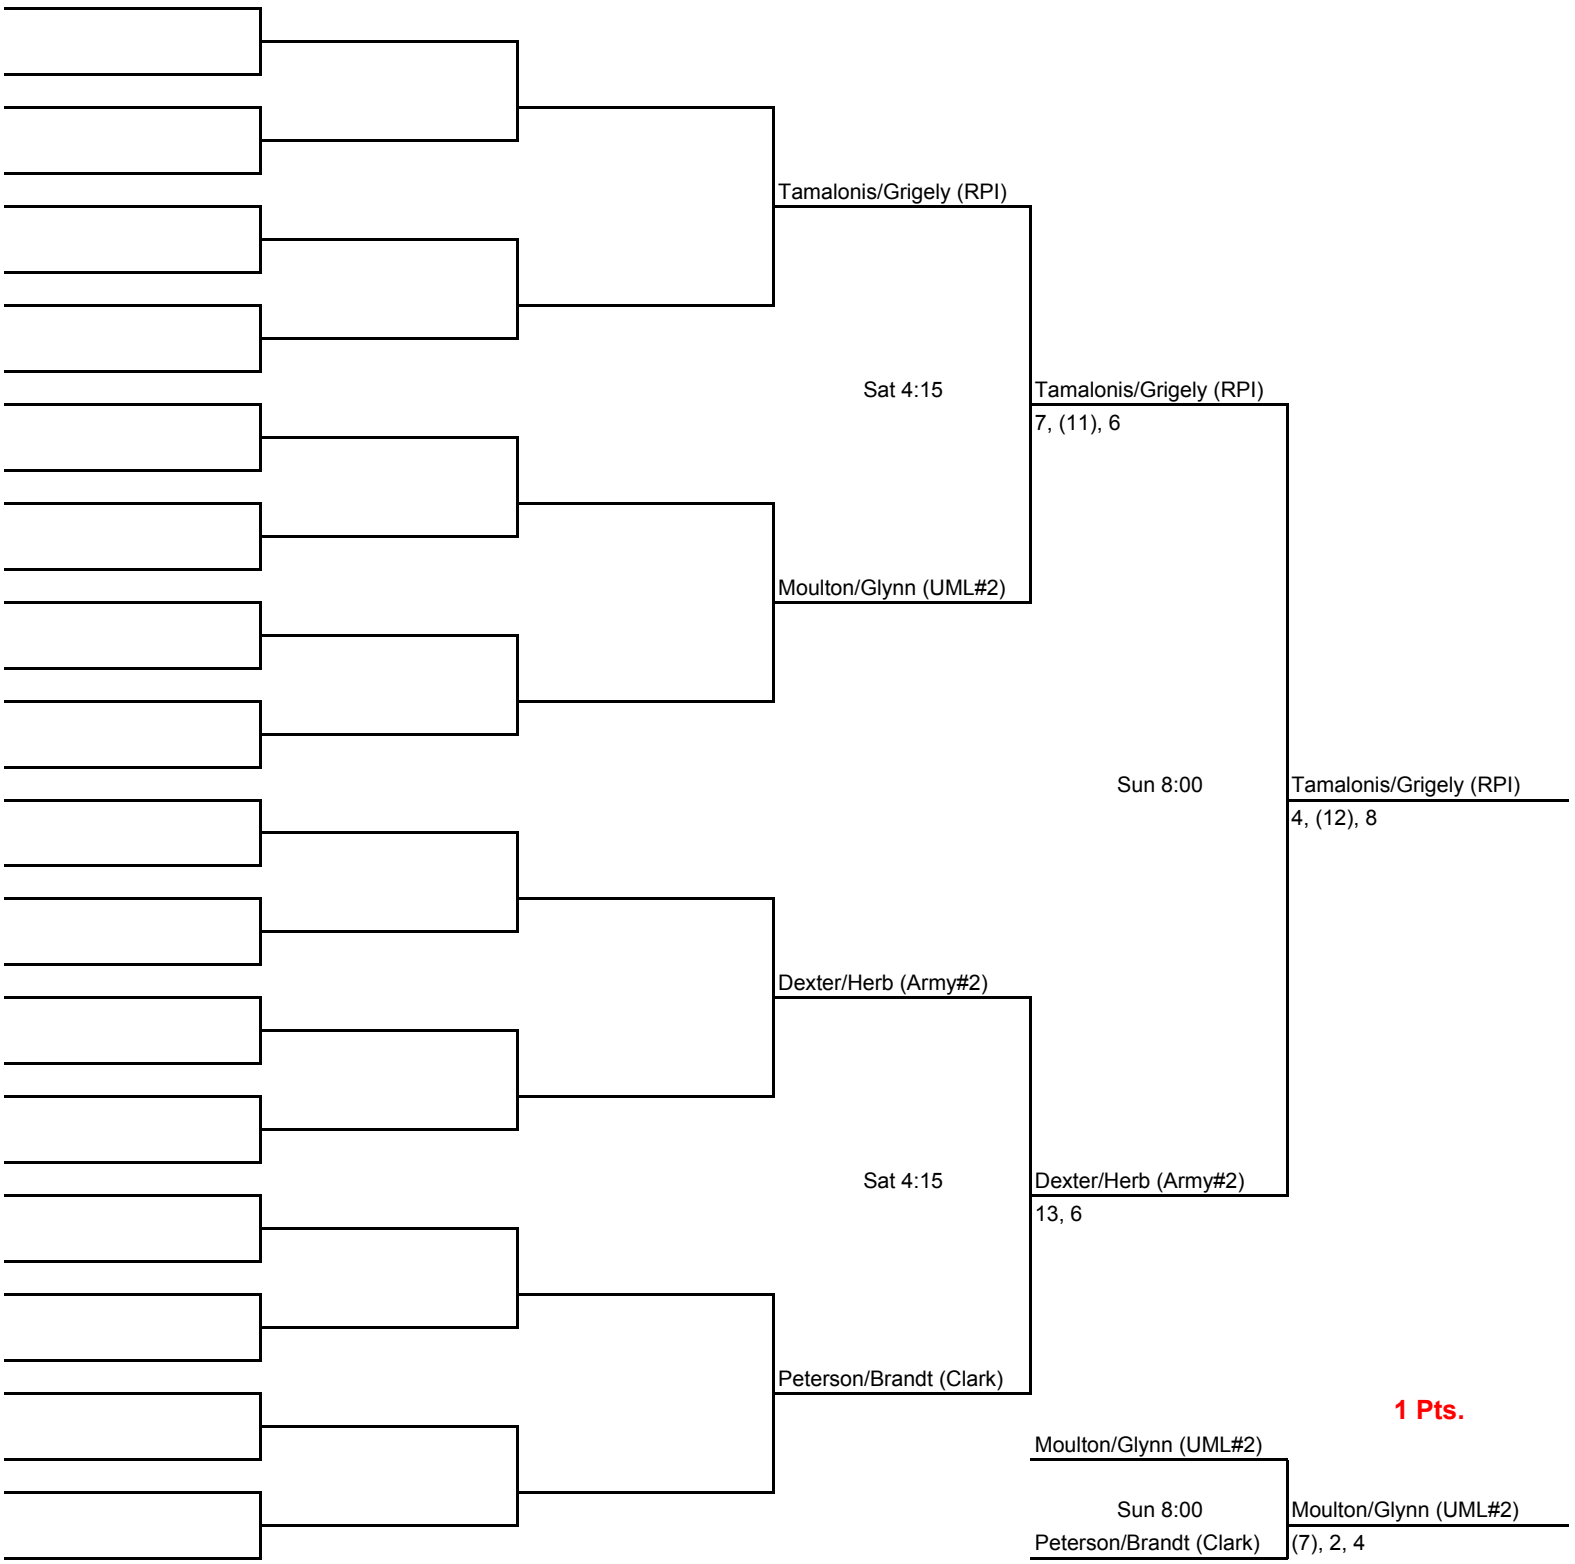 Tamalonis/Grigely (RPI)
Sat 4:15
Tamalonis/Grigely (RPI)
7, (11), 6
Moulton/Glynn (UML#2)
Sun 8:00
Tamalonis/Grigely (RPI)
4, (12), 8
Dexter/Herb (Army#2)
Sat 4:15
Dexter/Herb (Army#2)
13, 6
Peterson/Brandt (Clark)
1 Pts.
Moulton/Glynn (UML#2)
Sun 8:00
Moulton/Glynn (UML#2)
Peterson/Brandt (Clark)
(7), 2, 4